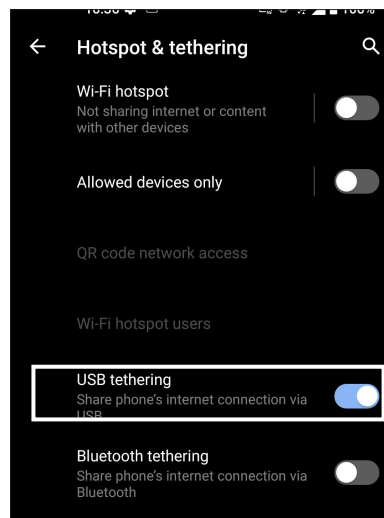 Hotspot & tethering
Wi-Fi hotspot
Not sharing internet or content
with other devices
Allowed devices only
QR code network access
Wi-Fi hotspot users
USB tethering
Share phone's internet connection via
USB
Bluetooth tethering
Share phone's internet connection via
Bluetooth